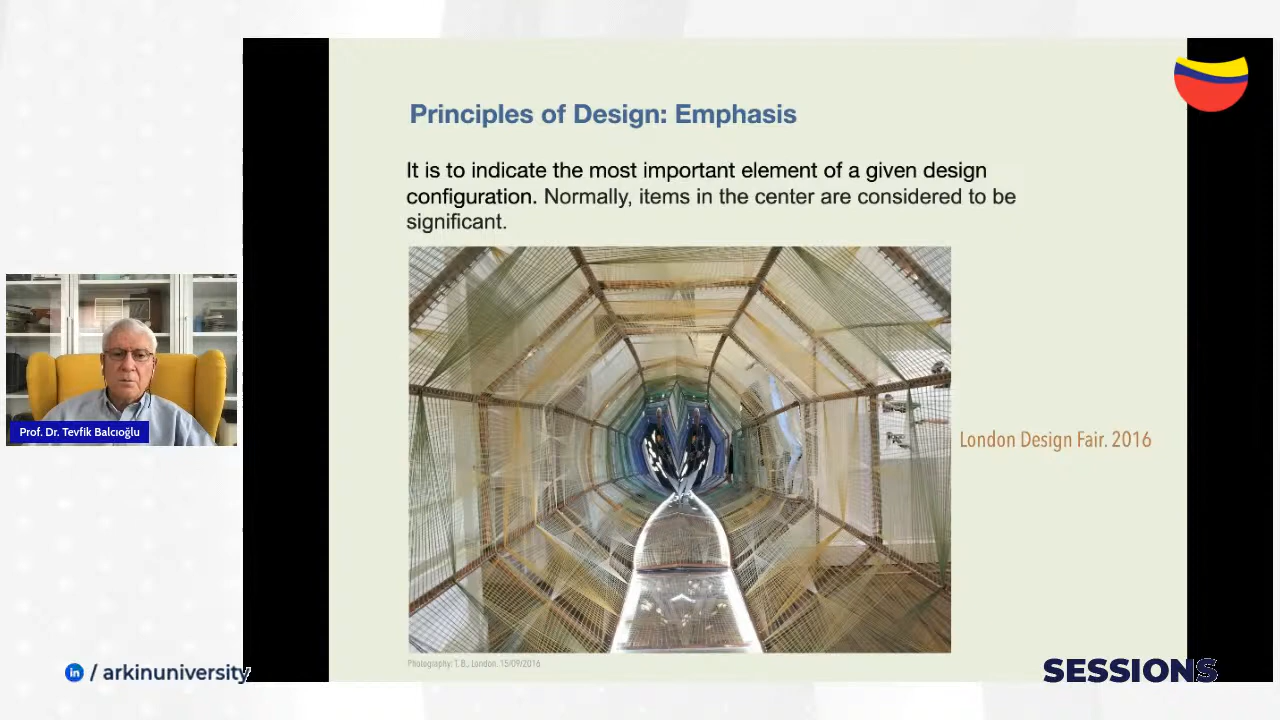 Principles of Design: Emphasis
It is to indicate the most important element of a given design
configuration. Normally, items in the center are considered to be
significant.
London Design Fair. 2016
Prof. Dr. Tevfik Balcıoğlu
Photography: T. B., London. 15/09/2016
in / arkinuniversity
SESSIONS